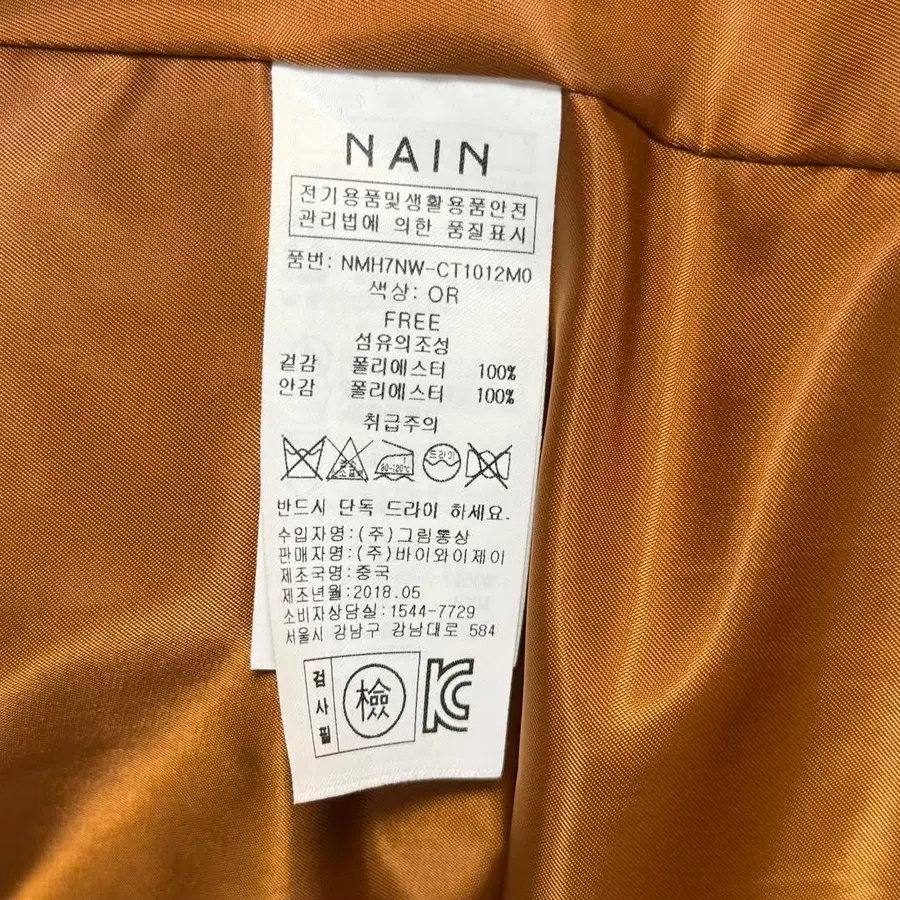 NAIN
전기용품및생활용품안전
관리법에 의한 품질표시
품번: NMH7NW-CT1012M0
색상: OR
FREE
섬유의조성
겉감 폴리에스터 100%
안감 폴리에스터 100%
취급주의
80-120℃ 드라이
반드시 단독 드라이 하세요.
수입자명:(주)그림통상
판매자명:(주)바이와이제이
제조국명:중국
제조년월:2018.05
소비자상담실:1544-7729
서울시 강남구 강남대로 584
검사필
檢
KC